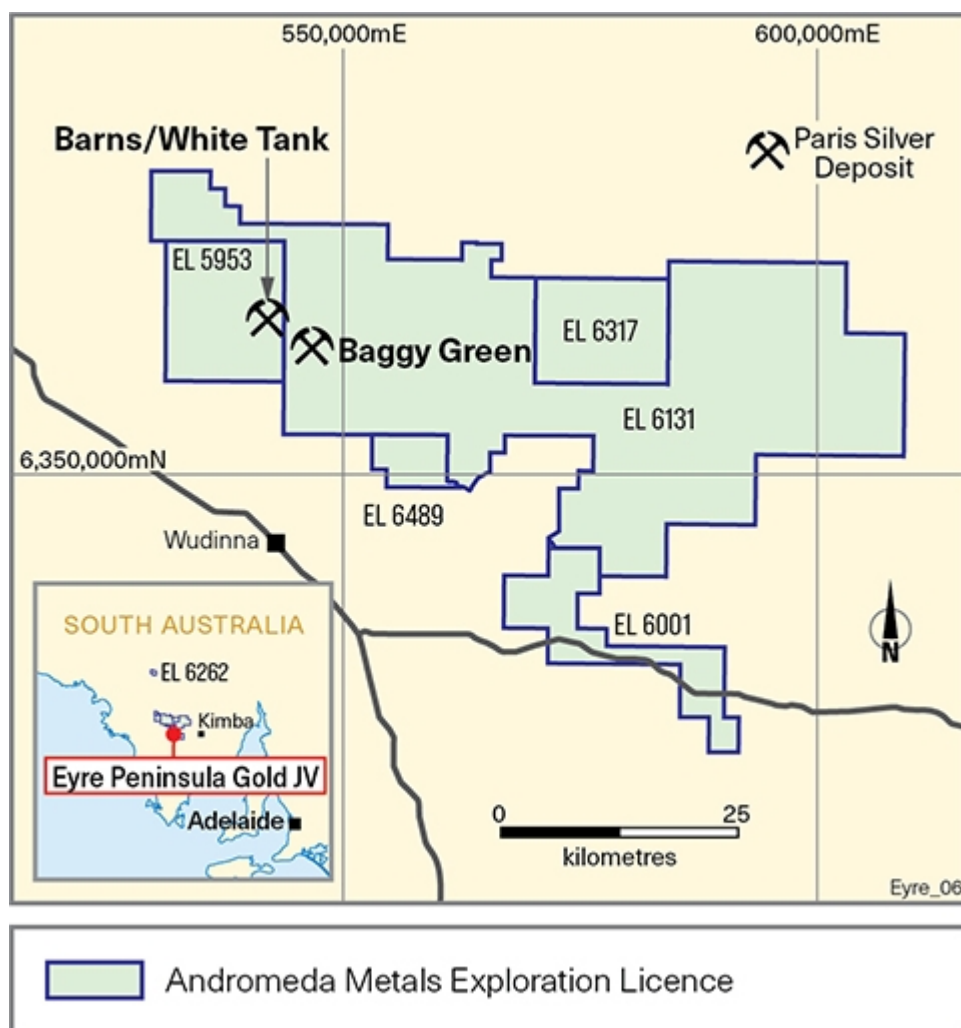 550,000mE
600,000mE
Barns/White Tank
Paris Silver
Deposit
EL 5953
EL 6317
Baggy Green
EL 6131
6,350,000mN
EL 6489
Wudinna
SOUTH AUSTRALIA
EL 6262
Kimba
Eyre Peninsula Gold JV
Adelaide
EL 6001
N
0
25
kilometres
Eyre_06
Andromeda Metals Exploration Licence